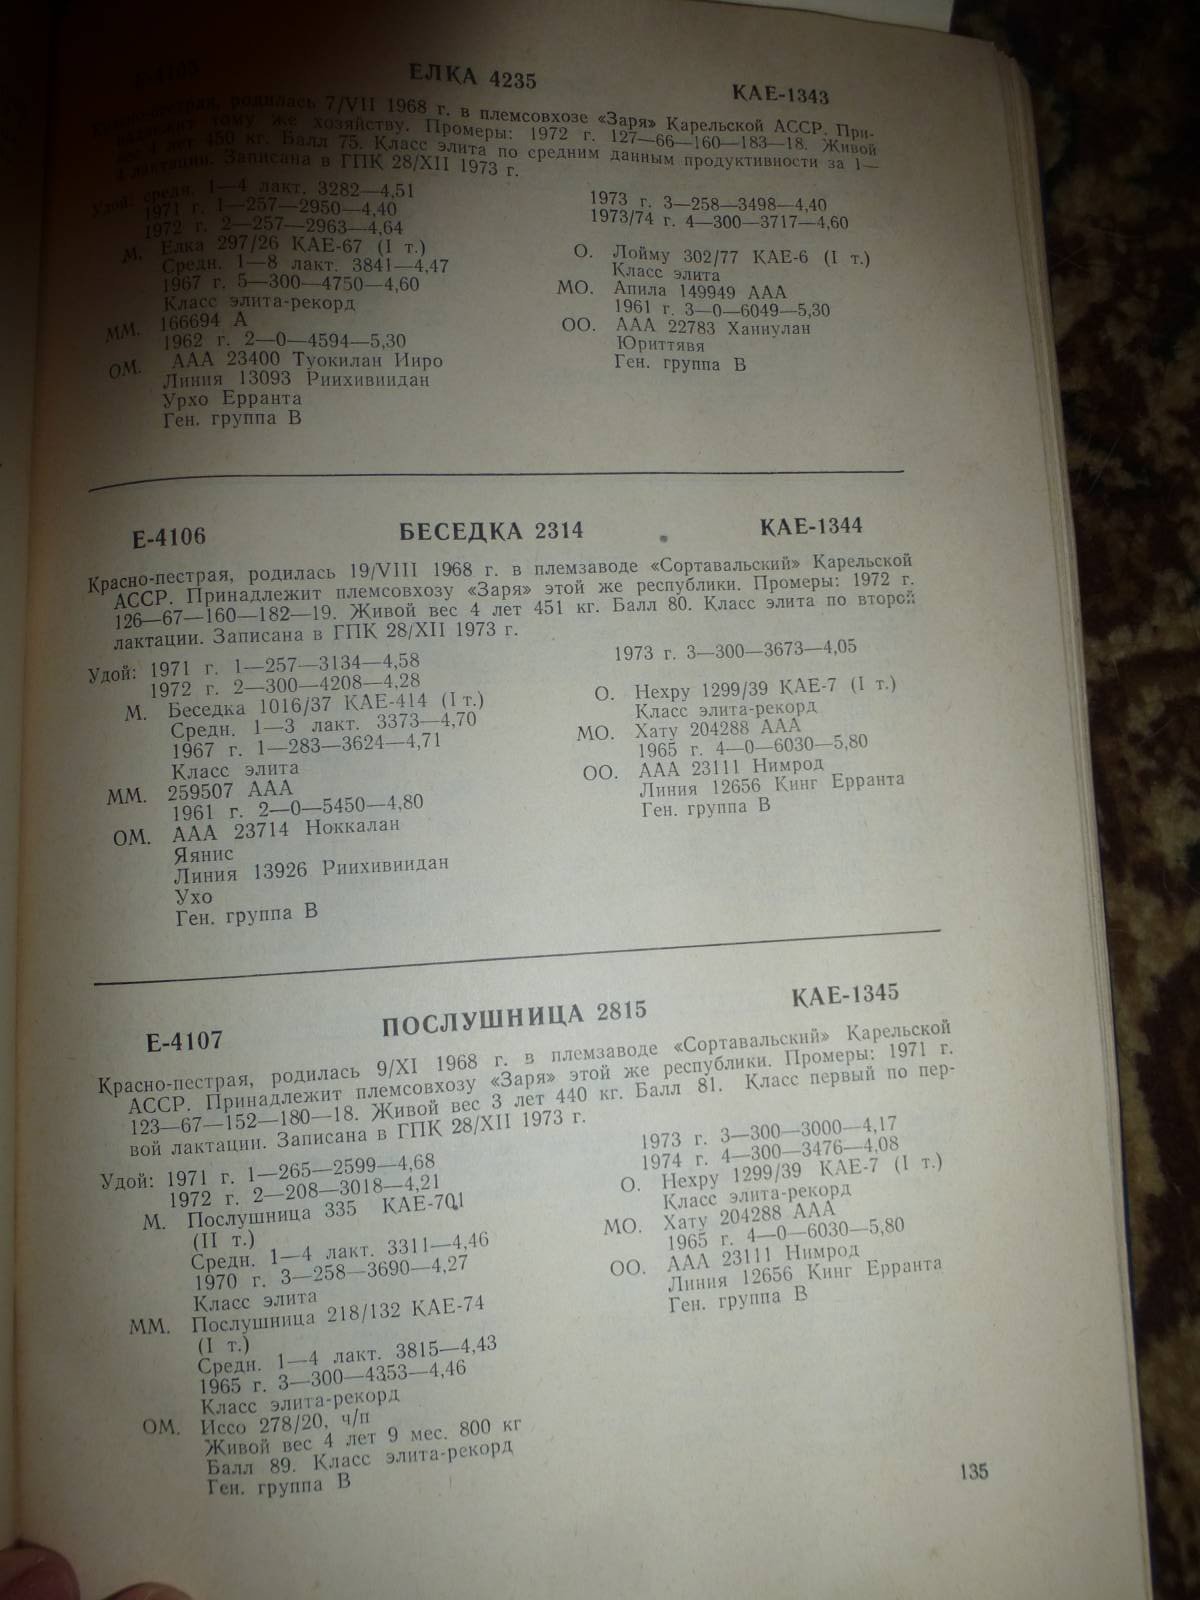 Е-4105 ЕЛКА 4235 КАЕ-1343
Красно-пестрая, родилась 7/VII 1968 г. в племсовхозе «Заря» Карельской АССР. При-
надлежит тому же хозяйству. Промеры: 1972 г. 127—66—160—183—18. Живой
вес 4 лет 450 кг. Балл 75. Класс элита по средним данным продуктивности за 1—
4 лактации. Записана в ГПК 28/XII 1973 г.
Удой: средн. 1—4 лакт. 3282—4,51
1971 г. 1—257—2950—4,40
1972 г. 2—257—2963—4,64
М. Елка 297/26 КАЕ-67 (I т.)
Средн. 1—8 лакт. 3841—4,47
1967 г. 5—300—4750—4,60
Класс элита-рекорд
ММ. 166694 А
1962 г. 2—0—4594—5,30
ОМ. ААА 23400 Туокилан Ииро
Линия 13093 Риихивиидан
Урхо Ерранта
Ген. группа В
1973 г. 3—258—3498—4,40
1973/74 г. 4—300—3717—4,60
О. Лойму 302/77 КАЕ-6 (I т.)
Класс элита
МО. Апила 149949 ААА
1961 г. 3—0—6049—5,30
ОО. ААА 22783 Ханнулан
Юриттявя
Ген. группа В
Е-4106 БЕСЕДКА 2314 КАЕ-1344
Красно-пестрая, родилась 19/VIII 1968 г. в племзаводе «Сортавальский» Карельской
АССР. Принадлежит племсовхозу «Заря» этой же республики. Промеры: 1972 г.
126—67—160—182—19. Живой вес 4 лет 451 кг. Балл 80. Класс элита по второй
лактации. Записана в ГПК 28/XII 1973 г.
Удой: 1971 г. 1—257—3134—4,58
1972 г. 2—300—4208—4,28
М. Беседка 1016/37 КАЕ-414 (I т.)
Средн. 1—3 лакт. 3373—4,70
1967 г. 1—283—3624—4,71
Класс элита
ММ. 259507 ААА
1961 г. 2—0—5450—4,80
ОМ. ААА 23714 Ноккалан
Яянис
Линия 13926 Риихивиидан
Ухо
Ген. группа В
1973 г. 3—300—3673—4,05
О. Нехру 1299/39 КАЕ-7 (I т.)
Класс элита-рекорд
МО. Хату 204288 ААА
1965 г. 4—0—6030—5,80
ОО. ААА 23111 Нимрод
Линия 12656 Кинг Ерранта
Ген. группа В
Е-4107 ПОСЛУШНИЦА 2815 КАЕ-1345
Красно-пестрая, родилась 9/XI 1968 г. в племзаводе «Сортавальский» Карельской
АССР. Принадлежит племсовхозу «Заря» этой же республики. Промеры: 1971 г.
123—67—152—180—18. Живой вес 3 лет 440 кг. Балл 81. Класс первый по пер-
вой лактации. Записана в ГПК 28/XII 1973 г.
Удой: 1971 г. 1—265—2599—4,68
1972 г. 2—208—3018—4,21
М. Послушница 335 КАЕ-701
(II т.)
Средн. 1—4 лакт. 3311—4,46
1970 г. 3—258—3690—4,27
Класс элита
ММ. Послушница 218/132 КАЕ-74
(I т.)
Средн. 1—4 лакт. 3815—4,43
1965 г. 3—300—4353—4,46
Класс элита-рекорд
ОМ. Иссо 278/20, ч/п
Живой вес 4 лет 9 мес. 800 кг
Балл 89. Класс элита-рекорд
Ген. группа В
1973 г. 3—300—3000—4,17
1974 г. 4—300—3476—4,08
О. Нехру 1299/39 КАЕ-7 (I т.)
Класс элита-рекорд
МО. Хату 204288 ААА
1965 г. 4—0—6030—5,80
ОО. ААА 23111 Нимрод
Линия 12656 Кинг Ерранта
Ген. группа В
135